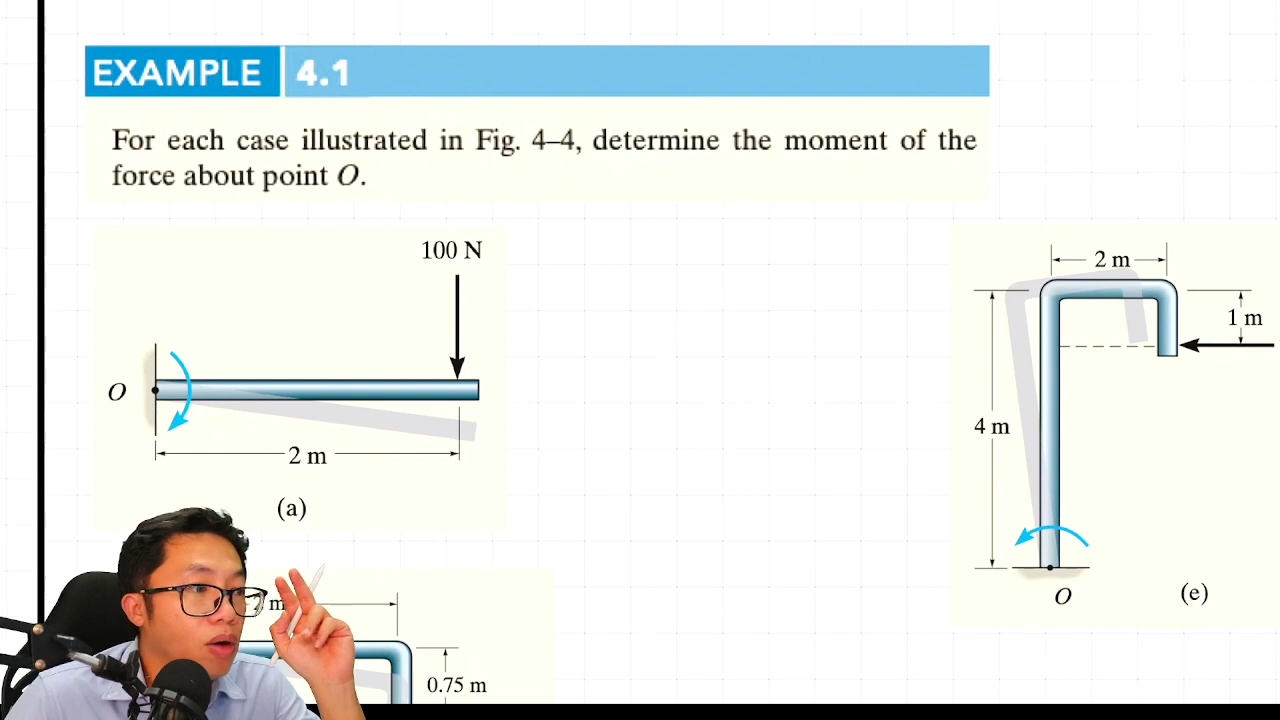 EXAMPLE 4.1
For each case illustrated in Fig. 4–4, determine the moment of the
force about point O.
100 N
O
2 m
(a)
2 m
1 m
4 m
O
(e)
m
0.75 m